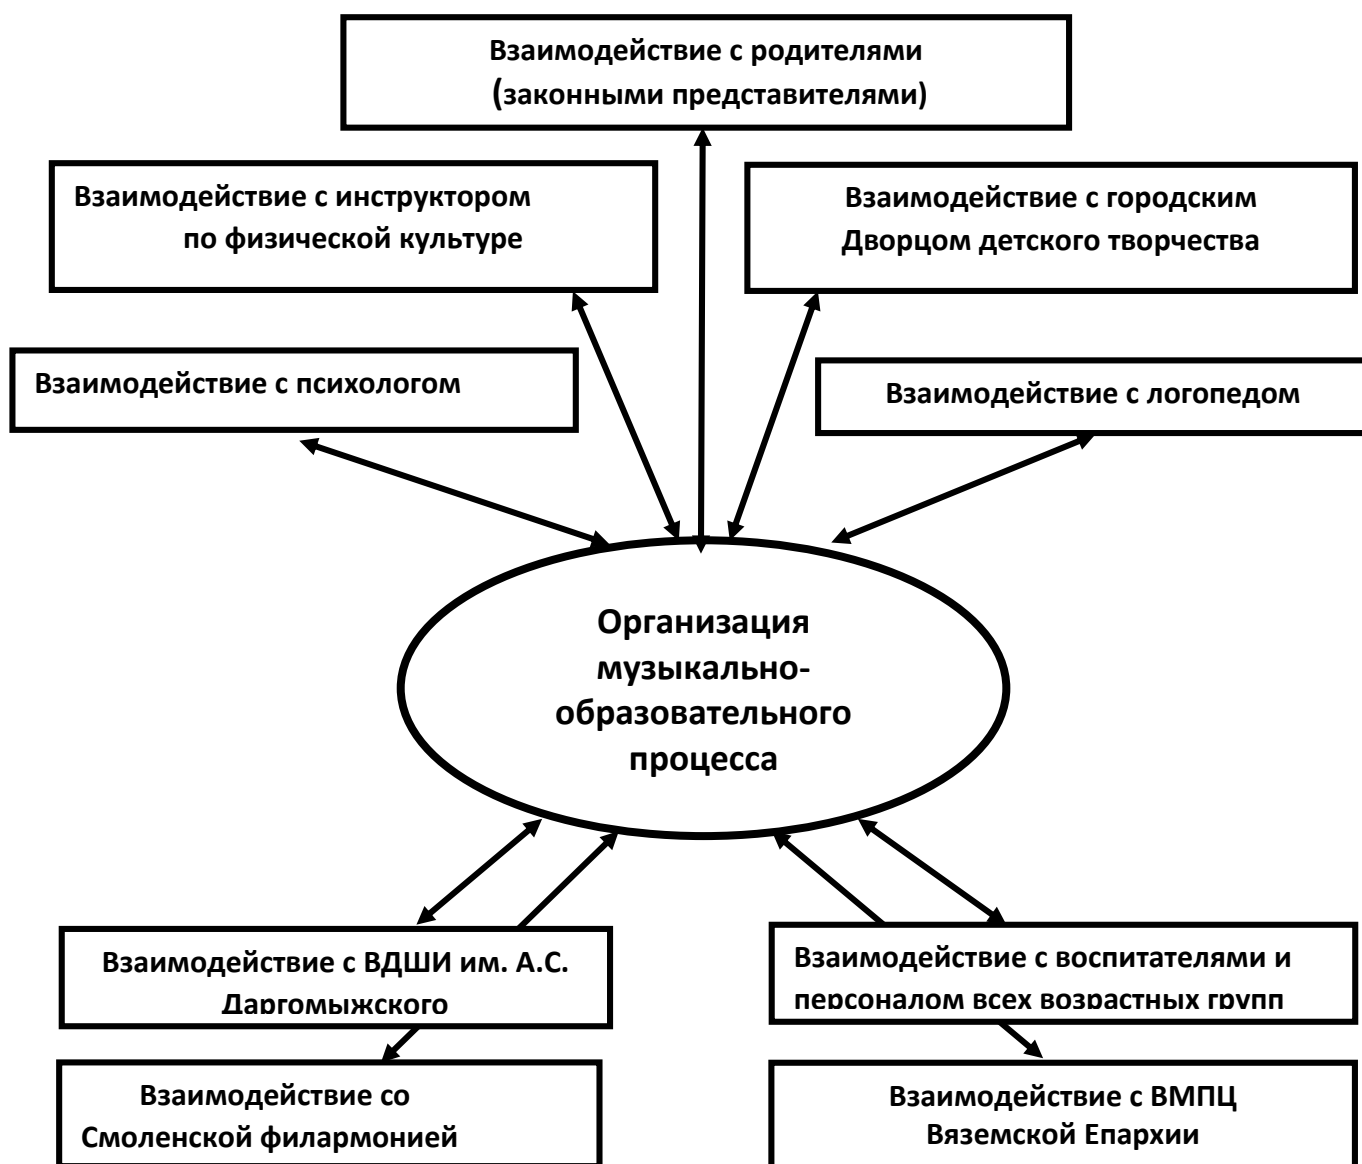 Взаимодействие с родителями
(законными представителями)
Взаимодействие с инструктором
по физической культуре
Взаимодействие с городским
Дворцом детского творчества
Взаимодействие с психологом
Взаимодействие с логопедом
Организация
музыкально-
образовательного
процесса
Взаимодействие с ВДШИ им. А.С.
Даргомыжского
Взаимодействие с воспитателями и
персоналом всех возрастных групп
Взаимодействие со
Смоленской филармонией
Взаимодействие с ВМПЦ
Вяземской Епархии